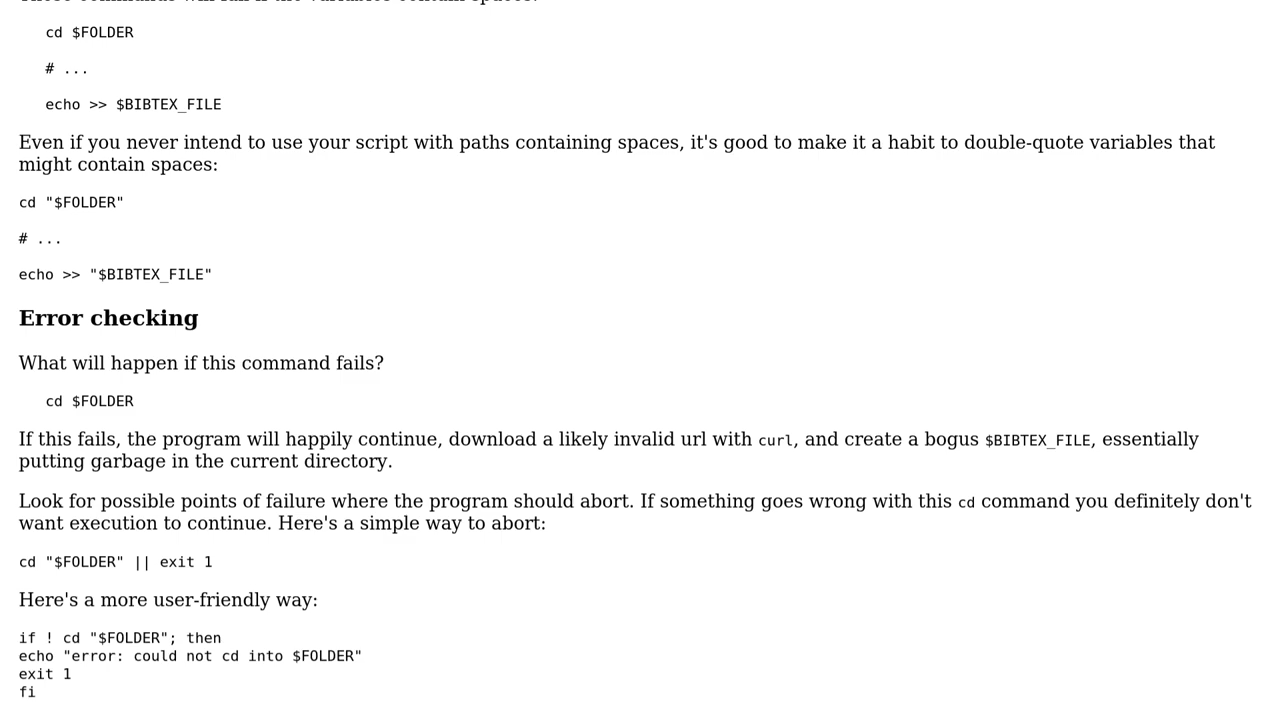 cd $FOLDER
# ...
echo >> $BIBTEX_FILE
Even if you never intend to use your script with paths containing spaces, it's good to make it a habit to double-quote variables that
might contain spaces:
cd "$FOLDER"
# ...
echo >> "$BIBTEX_FILE"
Error checking
What will happen if this command fails?
cd $FOLDER
If this fails, the program will happily continue, download a likely invalid url with curl, and create a bogus $BIBTEX_FILE, essentially
putting garbage in the current directory.
Look for possible points of failure where the program should abort. If something goes wrong with this cd command you definitely don't
want execution to continue. Here's a simple way to abort:
cd "$FOLDER" || exit 1
Here's a more user-friendly way:
if ! cd "$FOLDER"; then
echo "error: could not cd into $FOLDER"
exit 1
fi